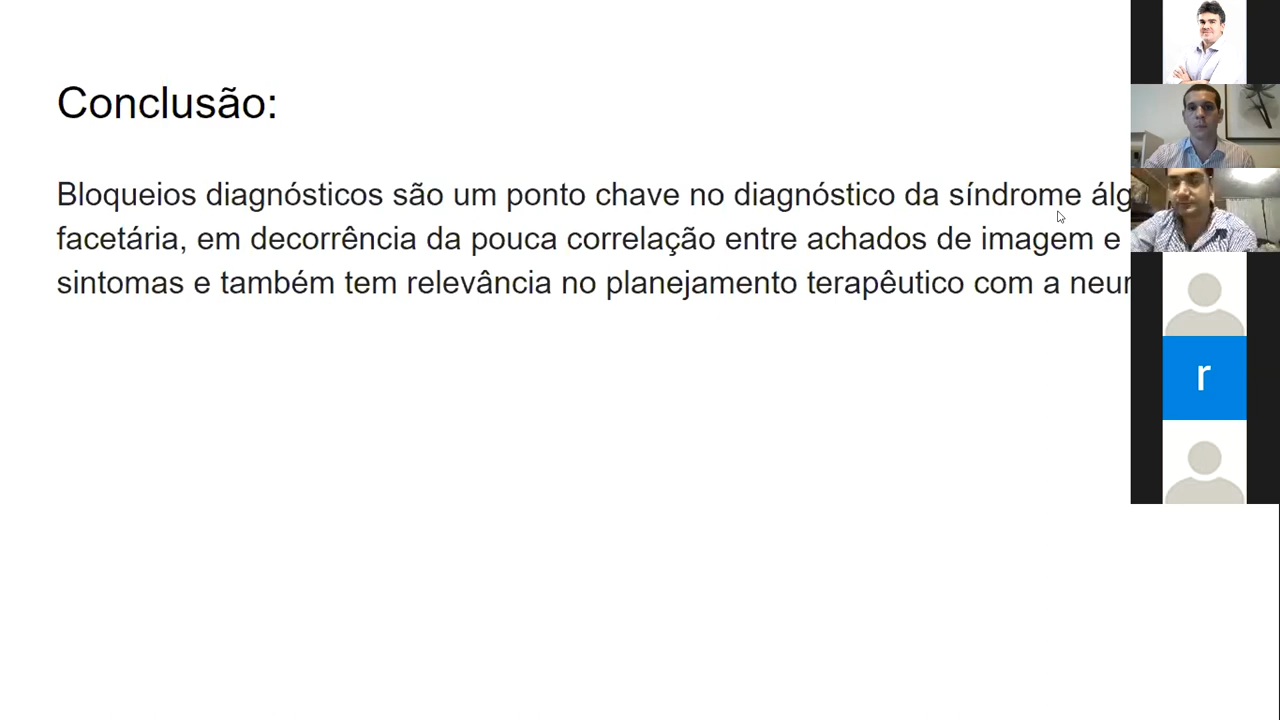 Conclusão:
Bloqueios diagnósticos são um ponto chave no diagnóstico da síndrome
facetária, em decorrência da pouca correlação entre achados de imagem e
sintomas e também tem relevância no planejamento terapêutico com a
r